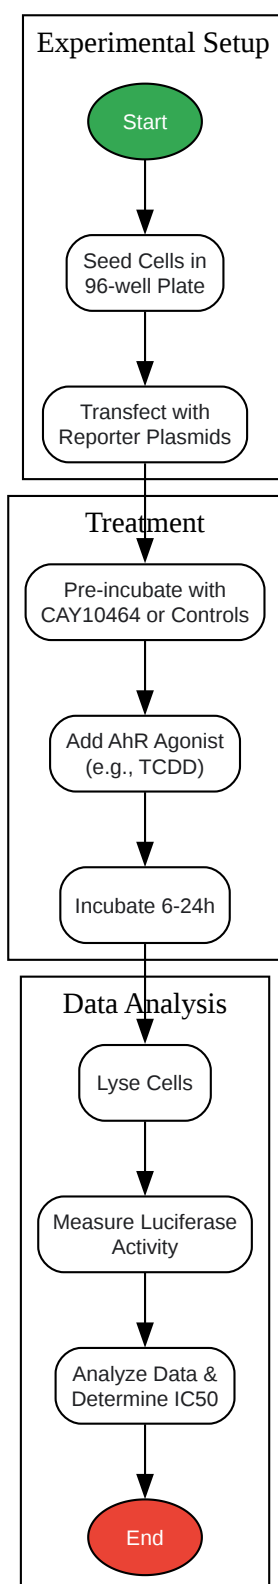 Experimental Setup
Start
Seed Cells in
96-well Plate
Transfect with
Reporter Plasmids
Treatment
Pre-incubate with
CAY10464 or Controls
Add AhR Agonist
(e.g., TCDD)
Incubate 6-24h
Data Analysis
Lyse Cells
Measure Luciferase
Activity
Analyze Data &
Determine IC50
End